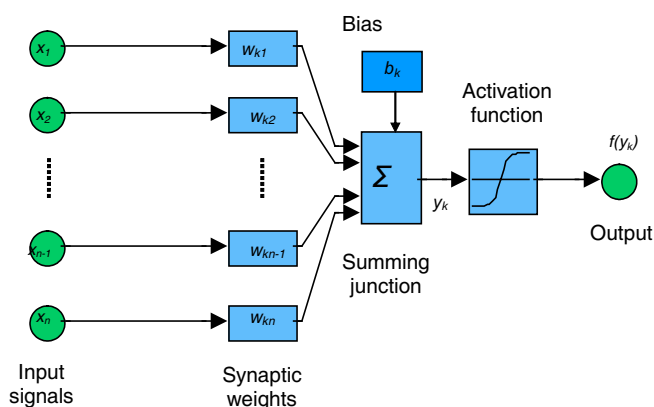 Bias
x1
wk1
bk
Activation
function
x2
wk2
f(yk)
Σ
yk
Output
xn-1
wkn-1
Summing
junction
xn
wkn
Input
signals
Synaptic
weights